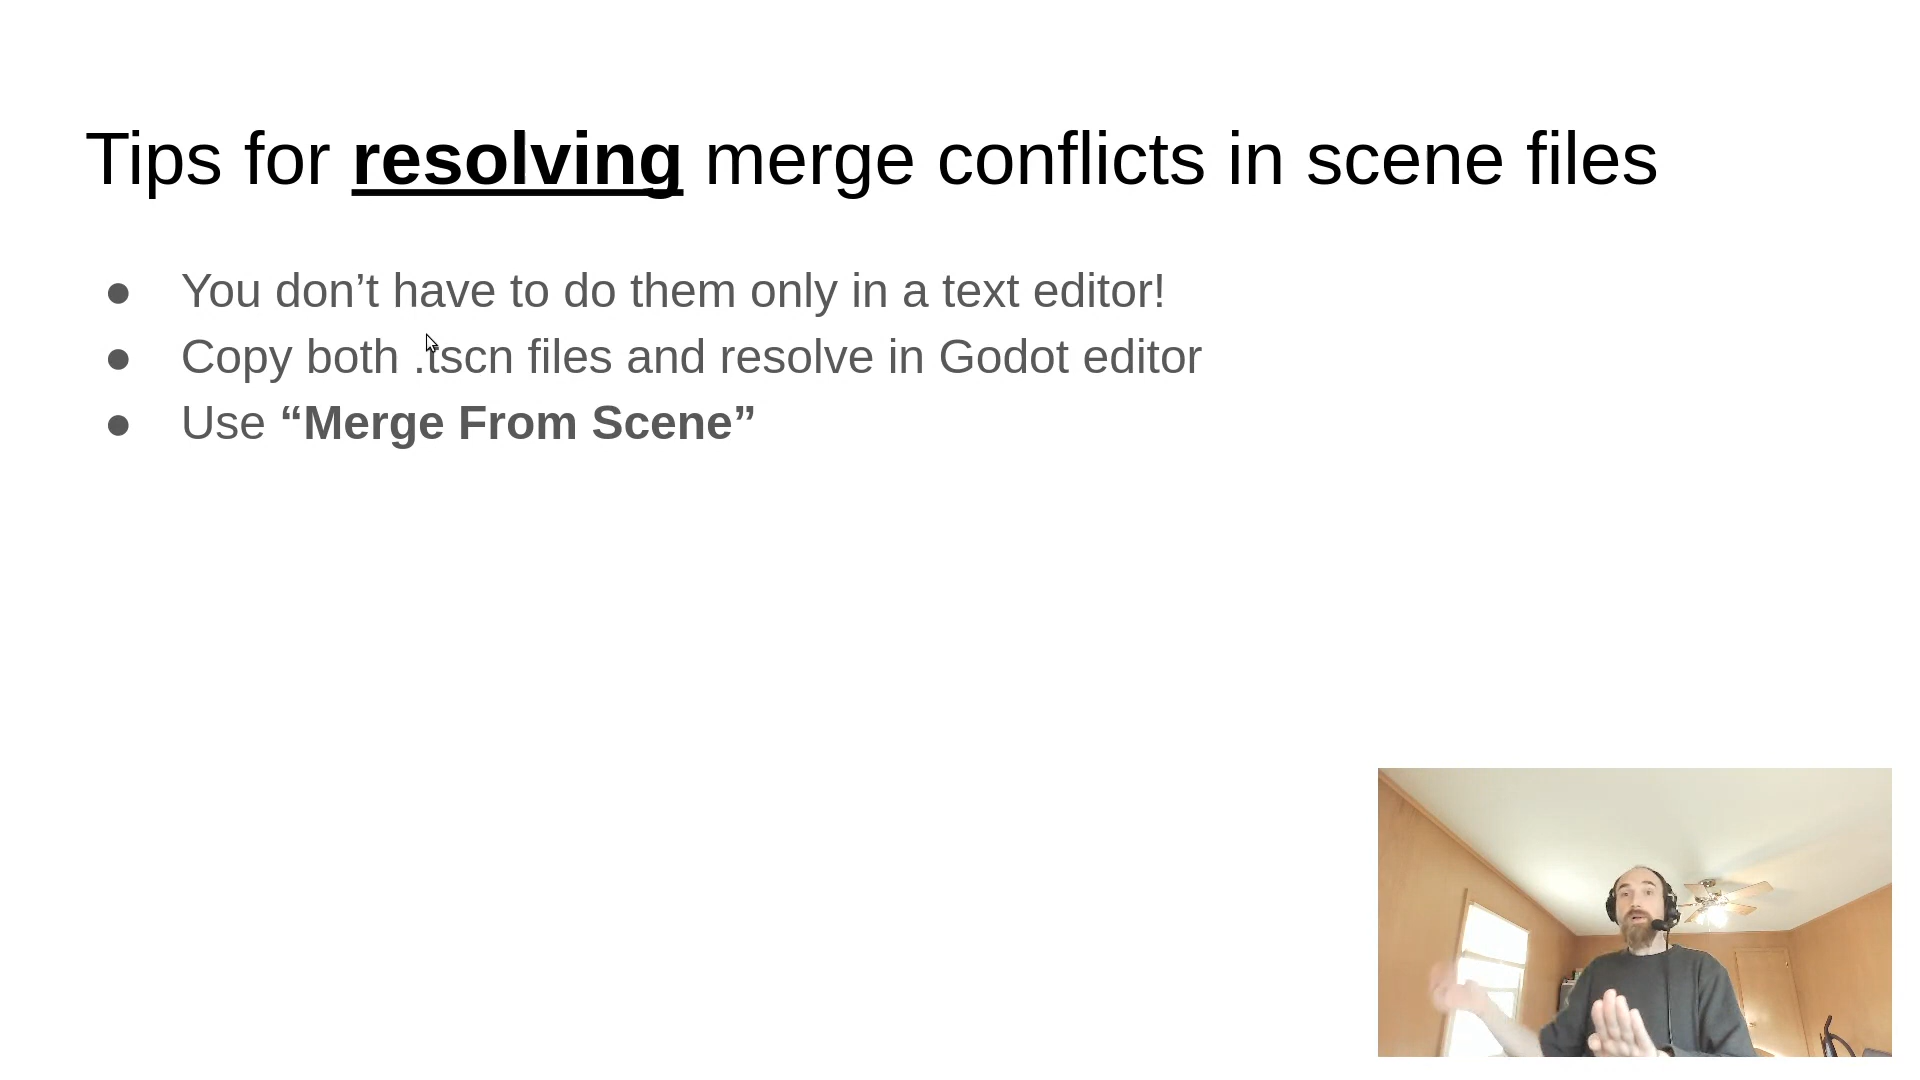 Tips for resolving merge conflicts in scene files
● You don’t have to do them only in a text editor!
● Copy both .tscn files and resolve in Godot editor
● Use “Merge From Scene”